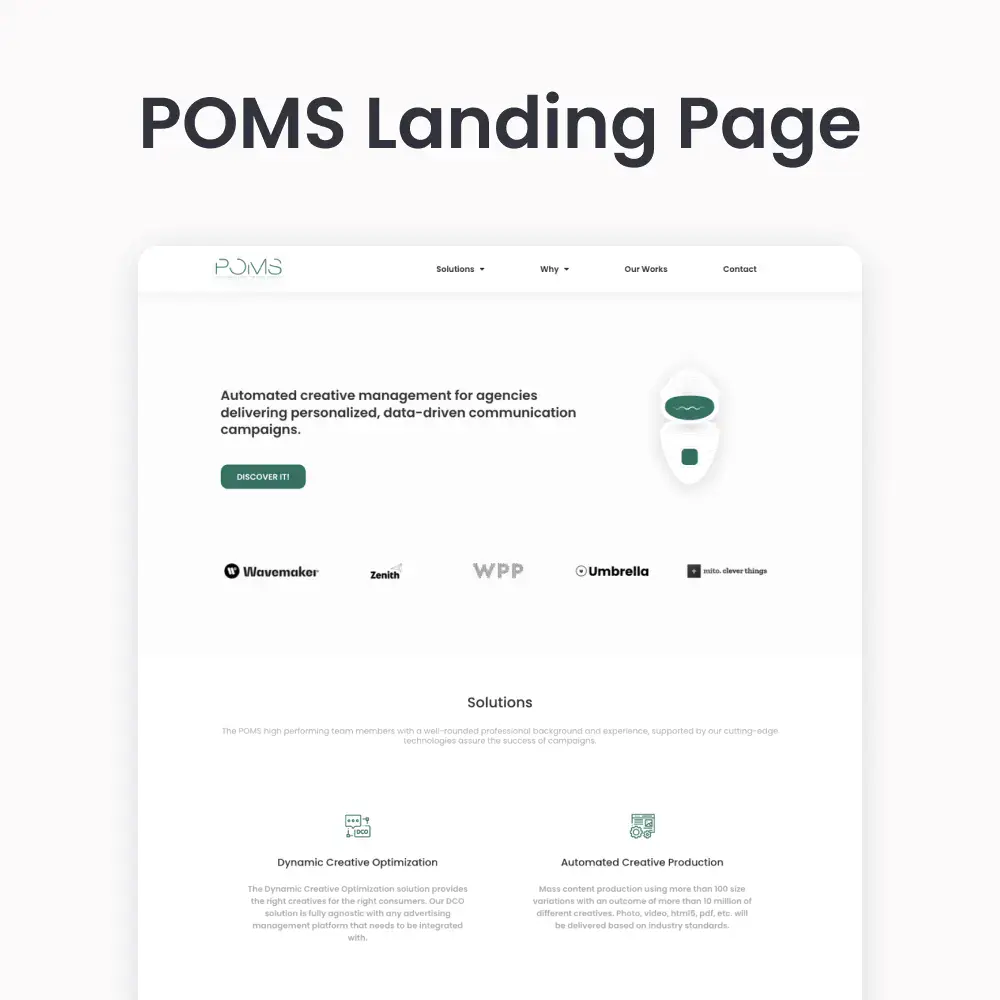 POMS Landing Page
POMS
Solutions
Why
Our Works
Contact
Automated creative management for agencies
delivering personalized, data-driven communication
campaigns.
DISCOVER IT!
Wavemaker
Zenith
WPP
Umbrella
mito. clever things
Solutions
The POMS high performing team members with a well-rounded professional background and experience, supported by our cutting-edge
technologies assure the success of campaigns.
DCO
Dynamic Creative Optimization
The Dynamic Creative Optimization solution provides
the right creatives for the right consumers. Our DCO
solution is fully agnostic with any advertising
management platform that needs to be integrated
with.
Automated Creative Production
Mass content production using more than 100 size
variations with an outcome of more than 10 million of
different creatives. Photo, video, html5, pdf, etc. will
be delivered based on industry standards.